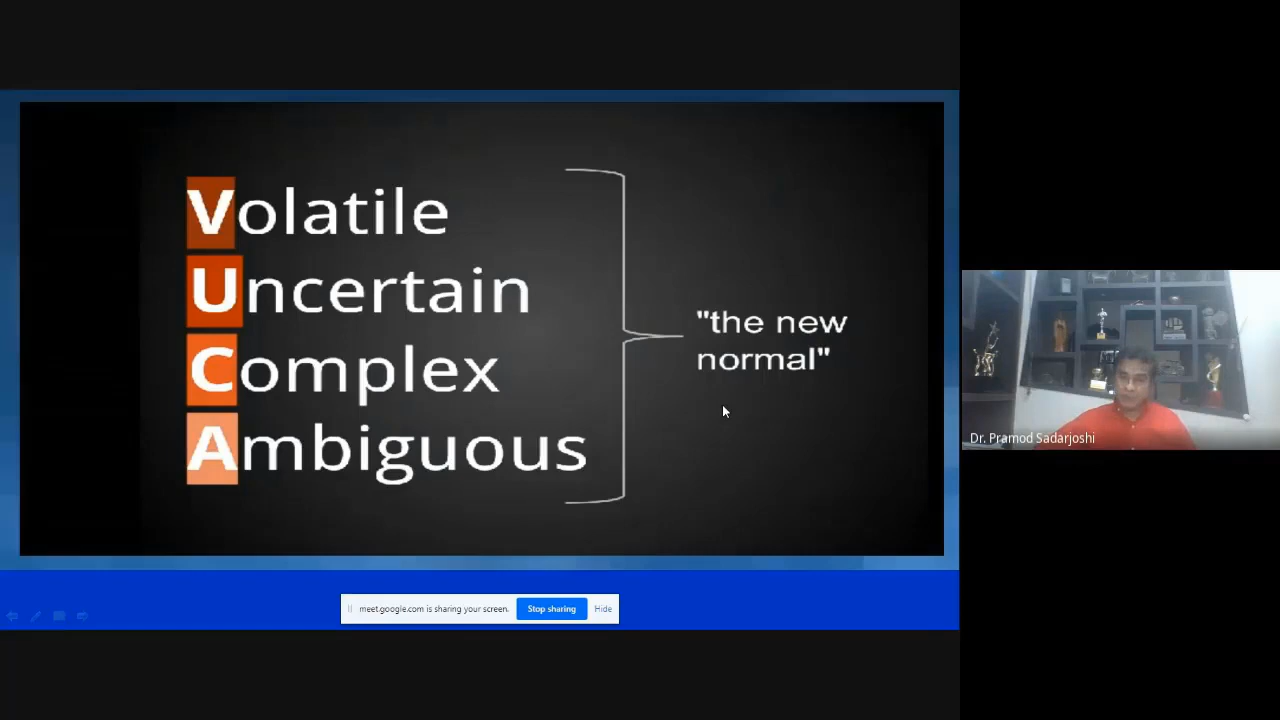 Volatile
Uncertain
Complex
Ambiguous
"the new
normal"
Dr. Pramod Sadarjoshi
meet.google.com is sharing your screen.
Stop sharing
Hide